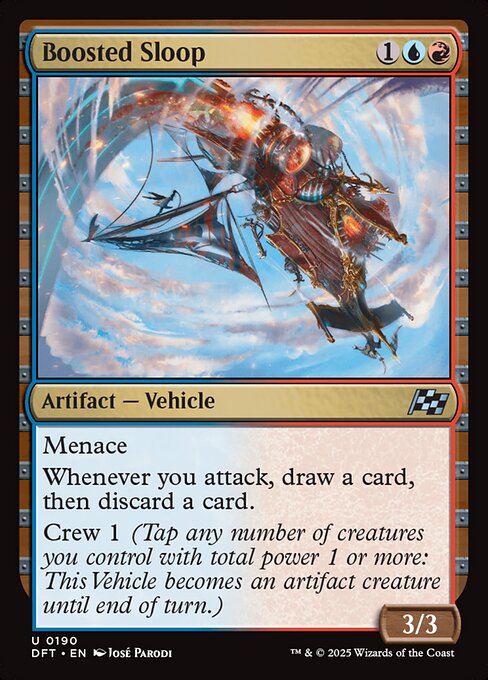 Boosted Sloop 1
Artifact — Vehicle
Menace
Whenever you attack, draw a card,
then discard a card.
Crew 1 (Tap any number of creatures
you control with total power 1 or more:
This Vehicle becomes an artifact creature
until end of turn.)
3/3
U 0190
DFT • EN José Parodi ™ & © 2025 Wizards of the Coast